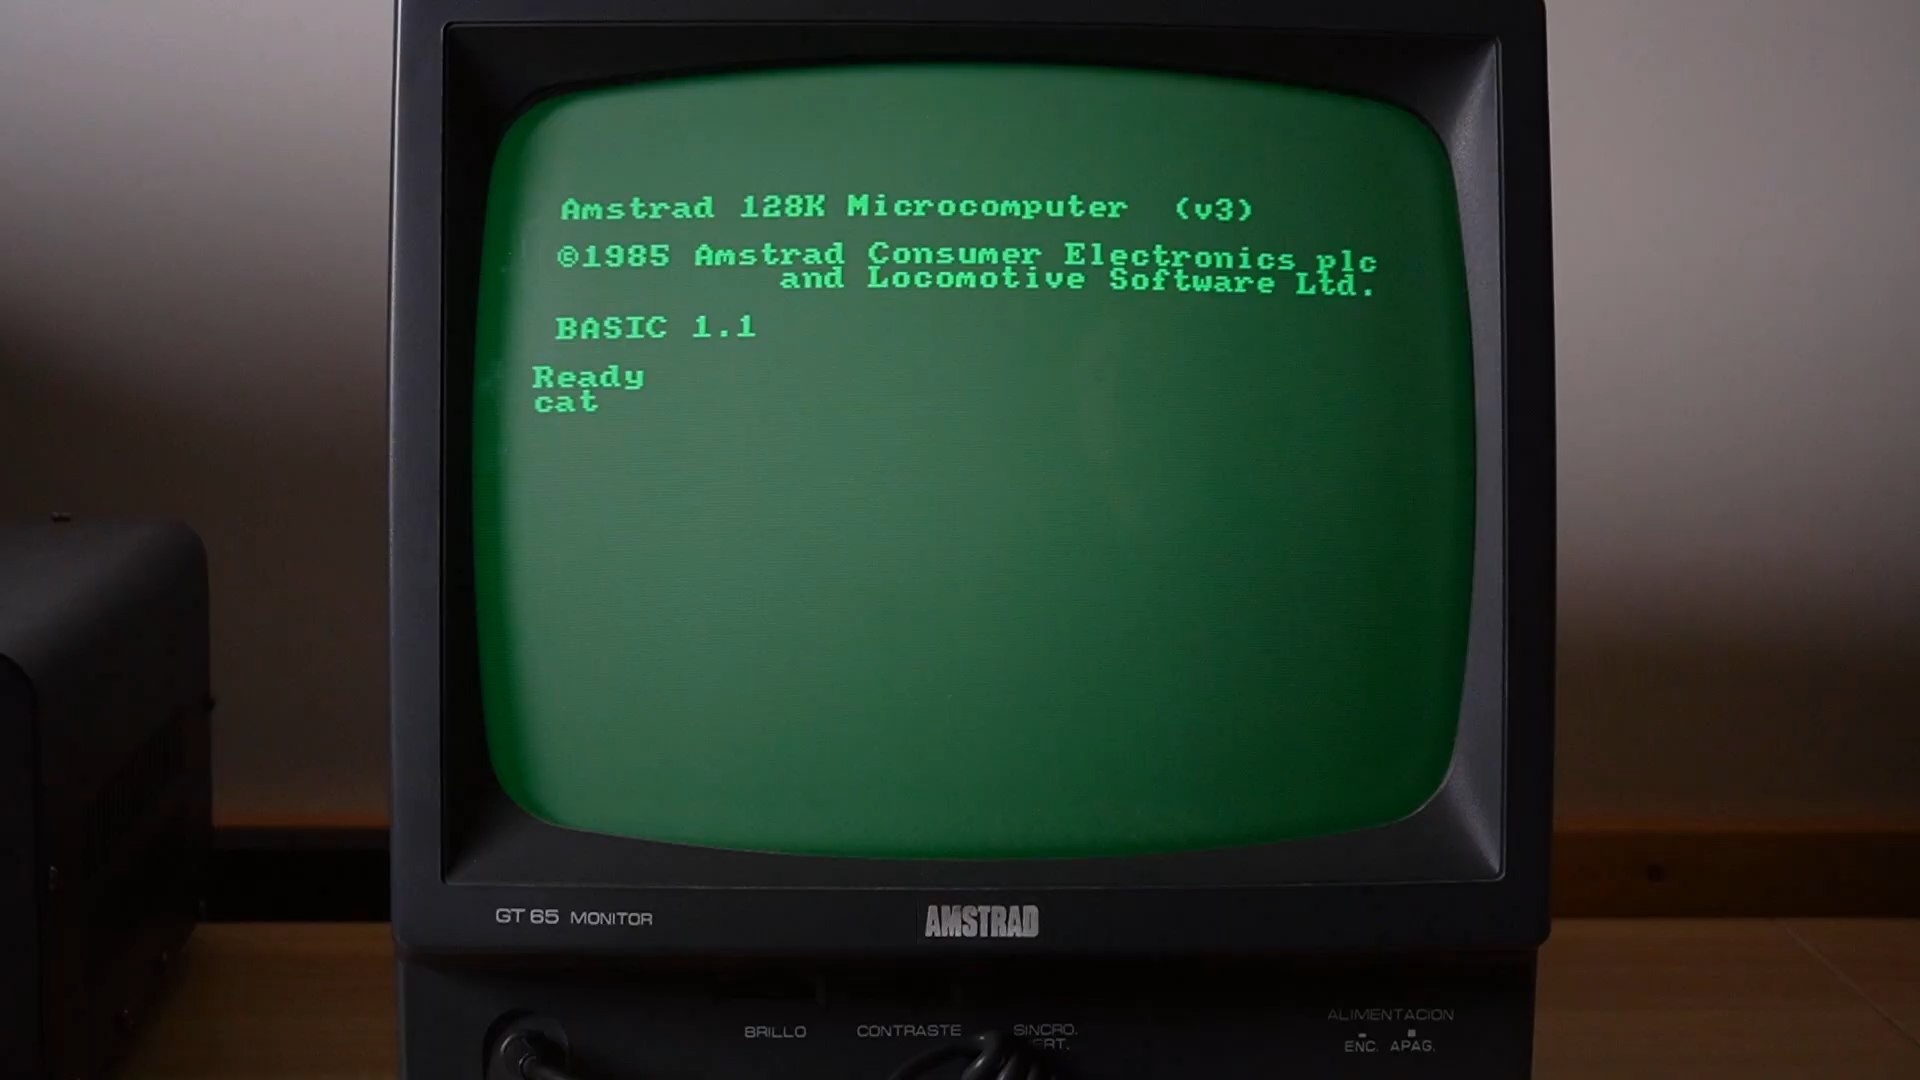 Amstrad 128K Microcomputer (v3)
©1985 Amstrad Consumer Electronics plc
and Locomotive Software Ltd.
BASIC 1.1
Ready
cat
GT 65 MONITOR
AMSTRAD
BRILLO
CONTRASTE
SINCRO.
ALIMENTACION
ENC. APAG.